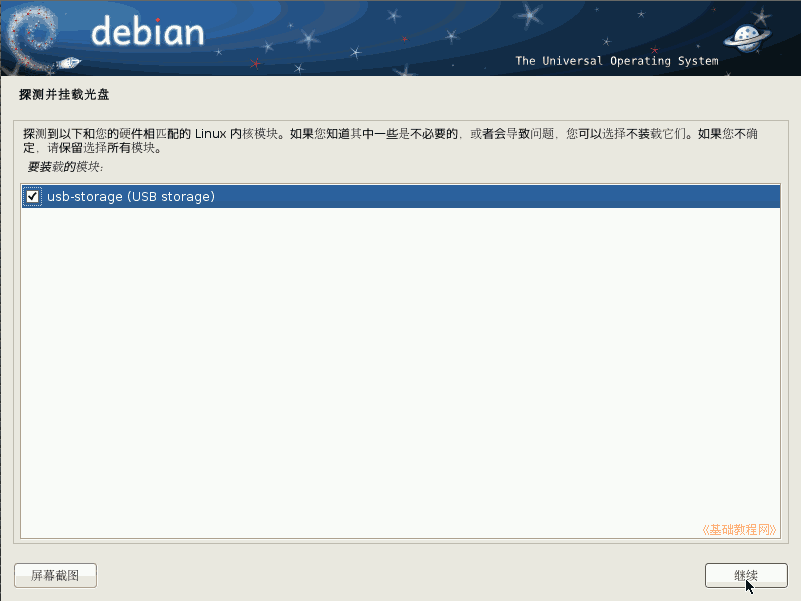 debian
The Universal Operating System
探测并挂载光盘
探测到以下和您的硬件相匹配的 Linux 内核模块。如果您知道其中一些是不必要的，或者会导致问题，您可以选择不装载它们。如果您不确
定，请保留选择所有模块。
要装载的模块:
usb-storage (USB storage)
《基础教程网》
屏幕截图
继续